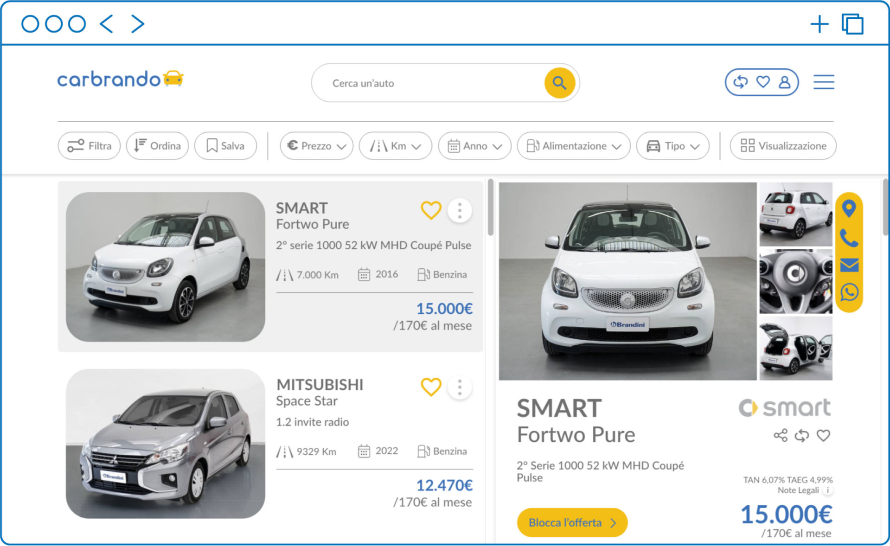 carbrando
Cerca un'auto
Filtra
Ordina
Salva
€ Prezzo
Km
Anno
Alimentazione
Tipo
Visualizzazione
SMART
Fortwo Pure
2° serie 1000 52 kW MHD Coupé Pulse
7.000 Km
2016
Benzina
15.000€
/170€ al mese
MITSUBISHI
Space Star
1.2 invite radio
9329 Km
2022
Benzina
12.470€
/170€ al mese
Brandini
Brandini
Brandini
SMART
smart
Fortwo Pure
2° Serie 1000 52 kW MHD Coupé
Pulse
TAN 6,07% TAEG 4,99%
Note Legali i
Blocca l'offerta
15.000€
/170€ al mese